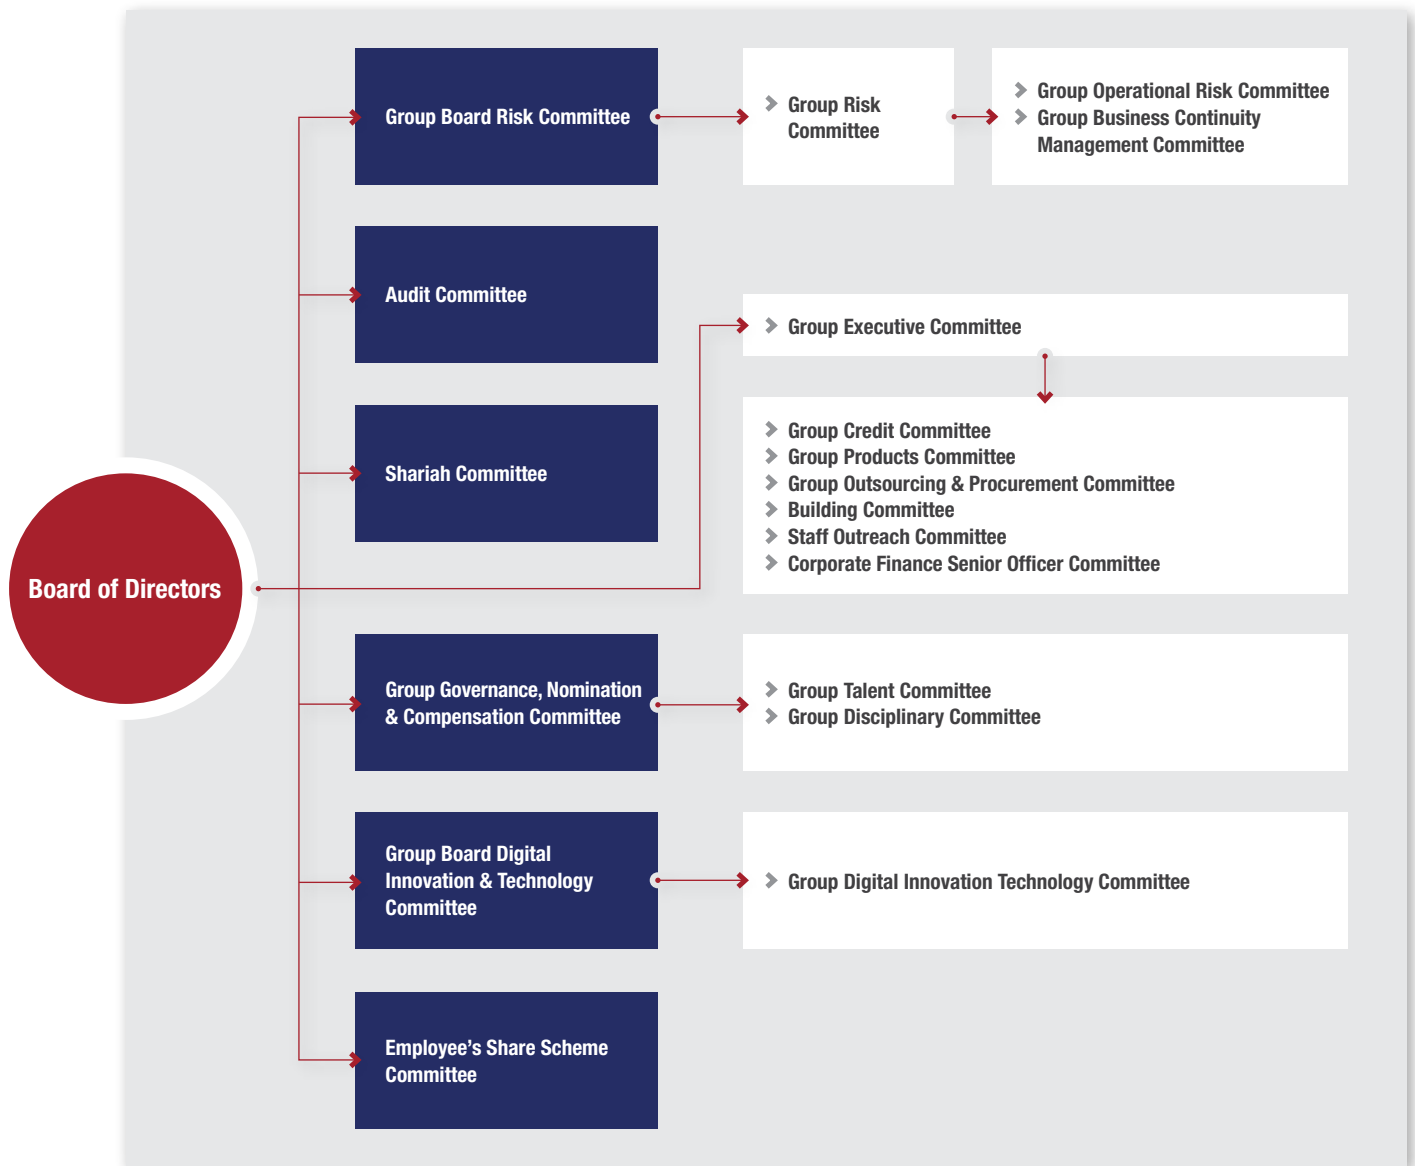 Group Board Risk Committee
Group Risk
Committee
Group Operational Risk Committee
Group Business Continuity
Management Committee
Audit Committee
Group Executive Committee
Shariah Committee
Group Credit Committee
Group Products Committee
Group Outsourcing & Procurement Committee
Building Committee
Staff Outreach Committee
Corporate Finance Senior Officer Committee
Board of Directors
Group Governance, Nomination
& Compensation Committee
Group Talent Committee
Group Disciplinary Committee
Group Board Digital
Innovation & Technology
Committee
Group Digital Innovation Technology Committee
Employee’s Share Scheme
Committee